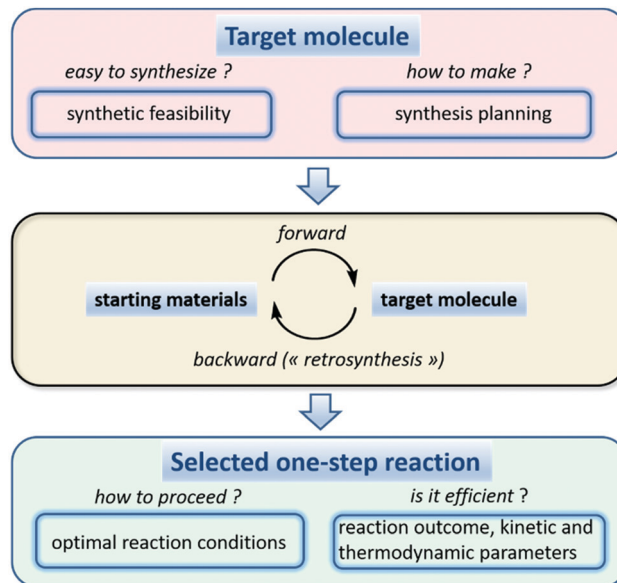 Target molecule
easy to synthesize ?
how to make ?
synthetic feasibility
synthesis planning
forward
starting materials
target molecule
backward (« retrosynthesis »)
Selected one-step reaction
how to proceed ?
is it efficient ?
optimal reaction conditions
reaction outcome, kinetic and
thermodynamic parameters